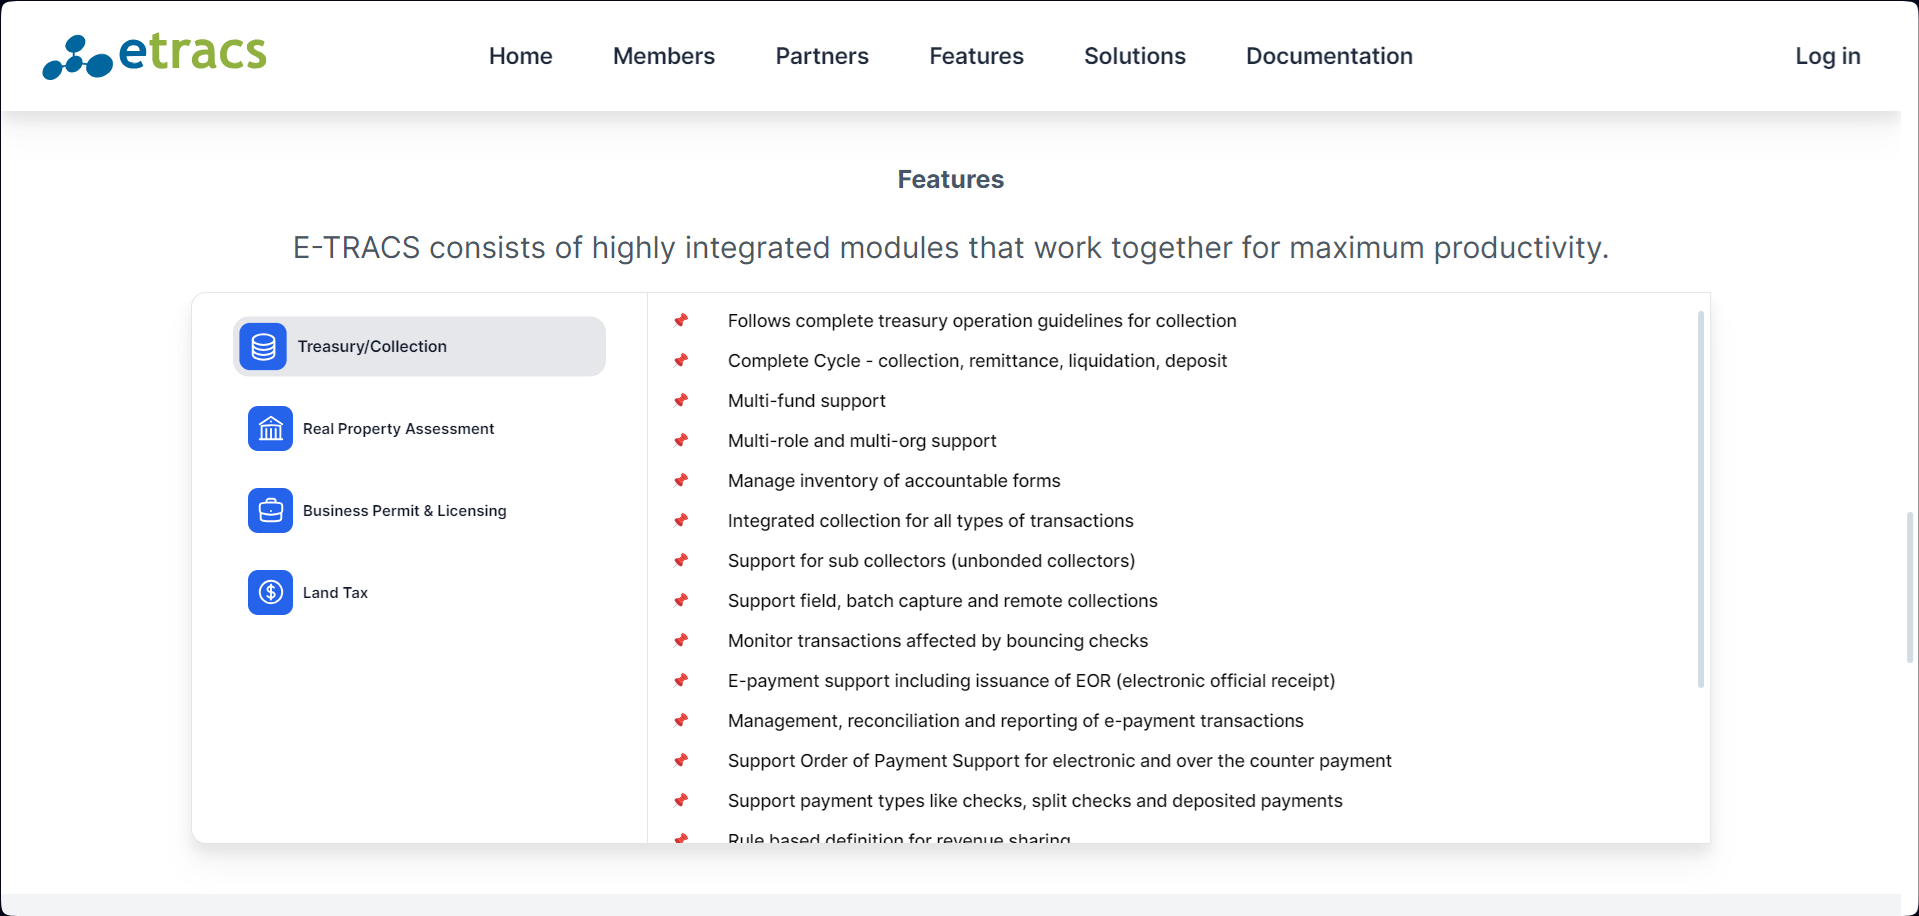 etracs
Home
Members
Partners
Features
Solutions
Documentation
Log in
Features
E-TRACS consists of highly integrated modules that work together for maximum productivity.
Treasury/Collection
Real Property Assessment
Business Permit & Licensing
Land Tax
Follows complete treasury operation guidelines for collection
Complete Cycle - collection, remittance, liquidation, deposit
Multi-fund support
Multi-role and multi-org support
Manage inventory of accountable forms
Integrated collection for all types of transactions
Support for sub collectors (unbonded collectors)
Support field, batch capture and remote collections
Monitor transactions affected by bouncing checks
E-payment support including issuance of EOR (electronic official receipt)
Management, reconciliation and reporting of e-payment transactions
Support Order of Payment Support for electronic and over the counter payment
Support payment types like checks, split checks and deposited payments
Rule based definition for revenue sharing